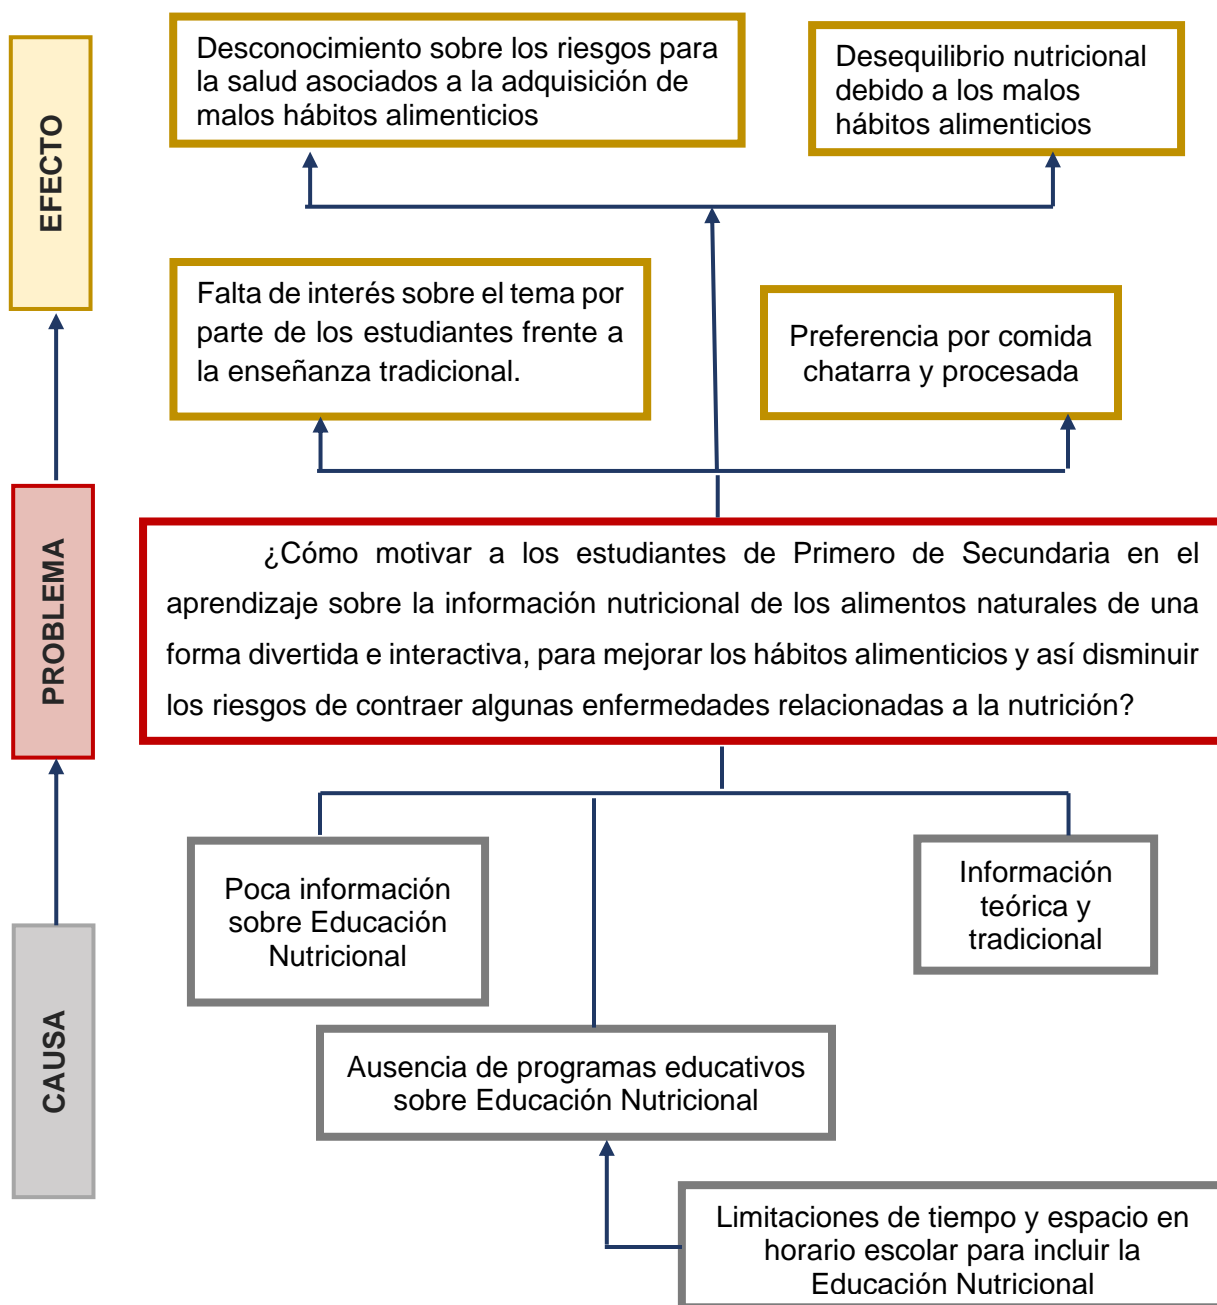 EFECTO
Desconocimiento sobre los riesgos para
la salud asociados a la adquisición de
malos hábitos alimenticios
Desequilibrio nutricional
debido a los malos
hábitos alimenticios
Falta de interés sobre el tema por
parte de los estudiantes frente a
la enseñanza tradicional.
Preferencia por comida
chatarra y procesada
PROBLEMA
¿Cómo motivar a los estudiantes de Primero de Secundaria en el
aprendizaje sobre la información nutricional de los alimentos naturales de una
forma divertida e interactiva, para mejorar los hábitos alimenticios y así disminuir
los riesgos de contraer algunas enfermedades relacionadas a la nutrición?
CAUSA
Poca información
sobre Educación
Nutricional
Información
teórica y
tradicional
Ausencia de programas educativos
sobre Educación Nutricional
Limitaciones de tiempo y espacio en
horario escolar para incluir la
Educación Nutricional